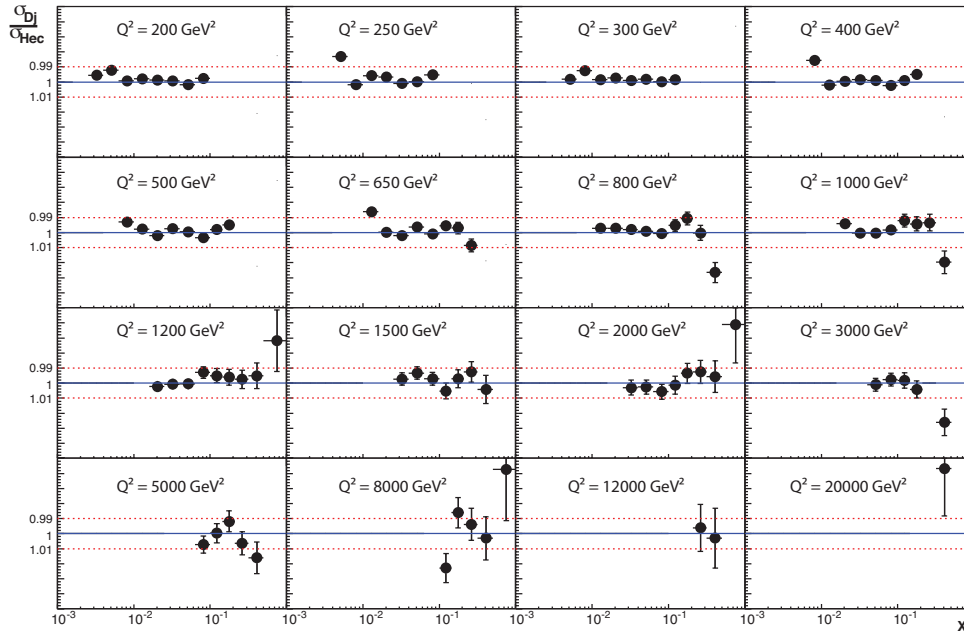 σDj
σHec
Q² = 200 GeV²
Q² = 250 GeV²
Q² = 300 GeV²
Q² = 400 GeV²
0.99
1
1.01
Q² = 500 GeV²
Q² = 650 GeV²
Q² = 800 GeV²
Q² = 1000 GeV²
0.99
1
1.01
Q² = 1200 GeV²
Q² = 1500 GeV²
Q² = 2000 GeV²
Q² = 3000 GeV²
0.99
1
1.01
Q² = 5000 GeV²
Q² = 8000 GeV²
Q² = 12000 GeV²
Q² = 20000 GeV²
0.99
1
1.01
10⁻³ 10⁻² 10⁻¹ 10⁻³ 10⁻² 10⁻¹ 10⁻³ 10⁻² 10⁻¹ 10⁻³ 10⁻² 10⁻¹ X